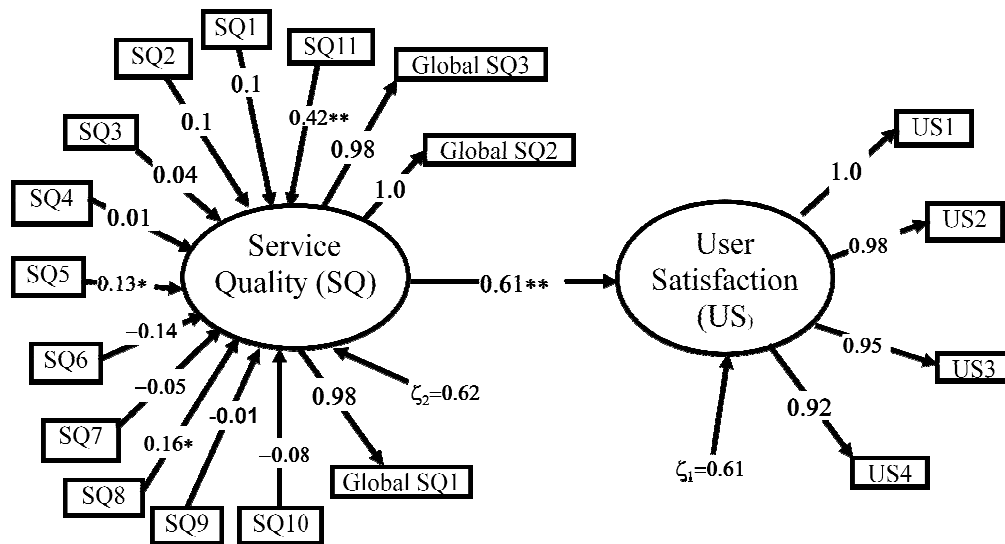 SQ1
SQ2
SQ11
Global SQ3
0.1
0.1
0.42**
0.98
SQ3
0.04
Global SQ2
1.0
SQ4
0.01
SQ5
0.13*
SQ6
−0.14
SQ7
−0.05
SQ8
0.16*
SQ9
-0.01
SQ10
−0.08
Service
Quality (SQ)
0.98
Global SQ1
ζ2=0.62
0.61**
User
Satisfaction
(US)
ζ1=0.61
1.0
US1
0.98
US2
0.95
US3
0.92
US4